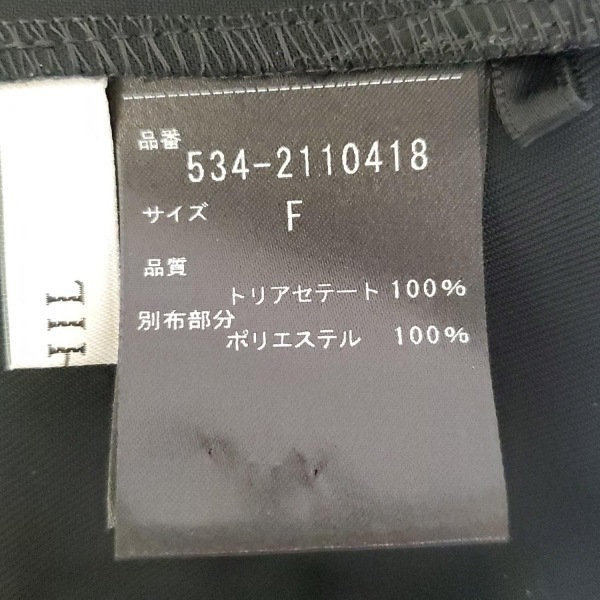 品番
534-2110418
サイズ F
品質
トリアセテート 100%
別布部分
ポリエステル 100%